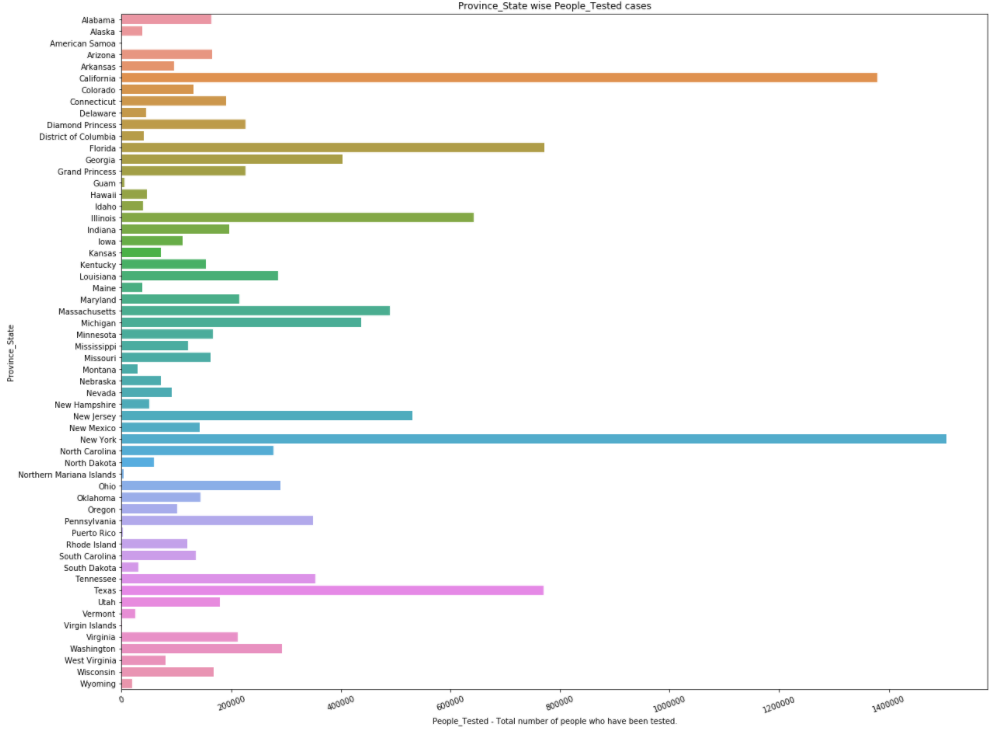 Province_State wise People_Tested cases
Alabama
Alaska
American Samoa
Arizona
Arkansas
California
Colorado
Connecticut
Delaware
Diamond Princess
District of Columbia
Florida
Georgia
Grand Princess
Guam
Hawaii
Idaho
Illinois
Indiana
Iowa
Kansas
Kentucky
Louisiana
Maine
Maryland
Massachusetts
Michigan
Minnesota
Mississippi
Missouri
Montana
Nebraska
Nevada
New Hampshire
New Jersey
New Mexico
New York
North Carolina
North Dakota
Northern Mariana Islands
Ohio
Oklahoma
Oregon
Pennsylvania
Puerto Rico
Rhode Island
South Carolina
South Dakota
Tennessee
Texas
Utah
Vermont
Virgin Islands
Virginia
Washington
West Virginia
Wisconsin
Wyoming
Province_State
0 200000 400000 600000 800000 1000000 1200000 1400000
People_Tested - Total number of people who have been tested.